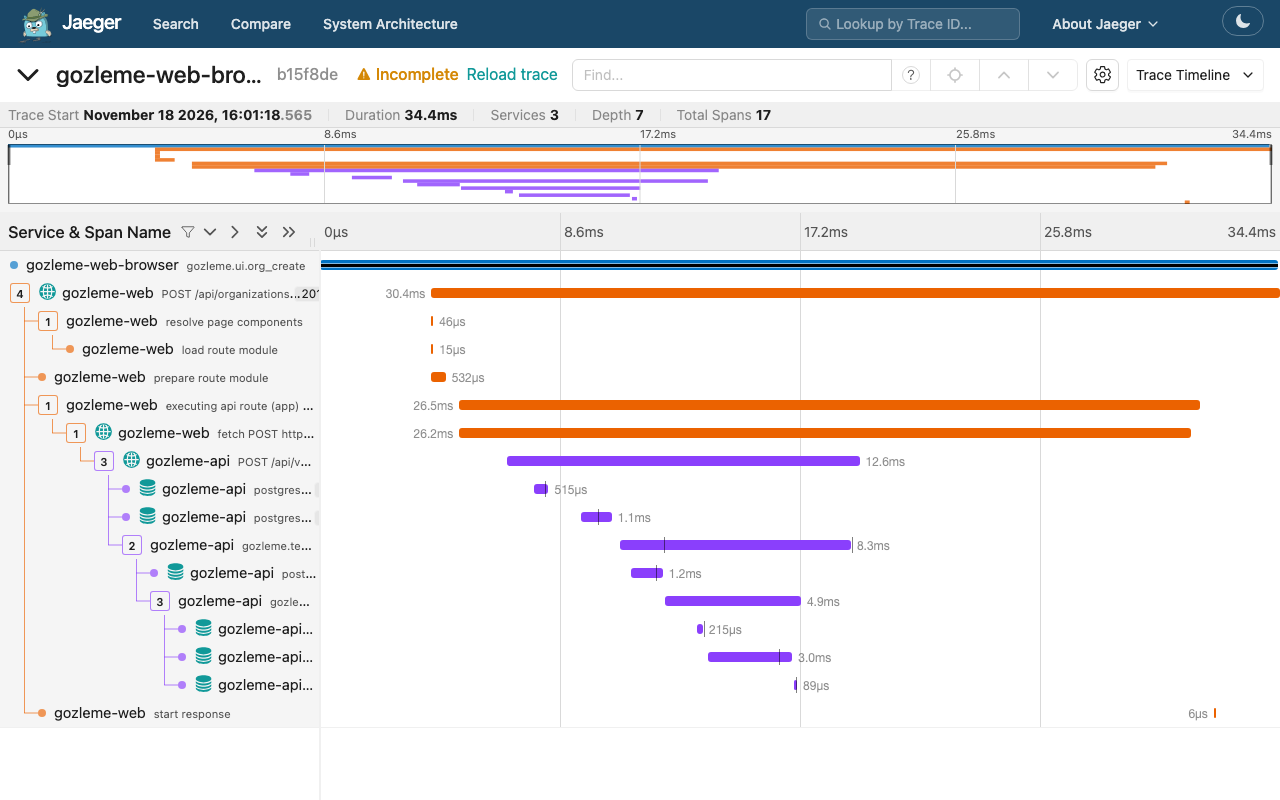 Jaeger Search Compare System Architecture Lookup by Trace ID... About Jaeger
gozleme-web-bro... b15f8de Incomplete Reload trace Find... ? Trace Timeline
Trace Start November 18 2026, 16:01:18.565 Duration 34.4ms Services 3 Depth 7 Total Spans 17
0μs 8.6ms 17.2ms 25.8ms 34.4ms
Service & Span Name 0μs 8.6ms 17.2ms 25.8ms 34.4ms
gozleme-web-browser gozleme.ui.org_create
4 gozleme-web POST /api/organizations... 30.4ms
1 gozleme-web resolve page components 46μs
gozleme-web load route module 15μs
gozleme-web prepare route module 532μs
1 gozleme-web executing api route (app) ... 26.5ms
1 gozleme-web fetch POST http... 26.2ms
3 gozleme-api POST /api/v... 12.6ms
gozleme-api postgres... 515μs
gozleme-api postgres... 1.1ms
2 gozleme-api gozleme.te... 8.3ms
gozleme-api post... 1.2ms
3 gozleme-api gozle... 4.9ms
gozleme-api... 215μs
gozleme-api... 3.0ms
gozleme-api... 89μs
gozleme-web start response 6μs